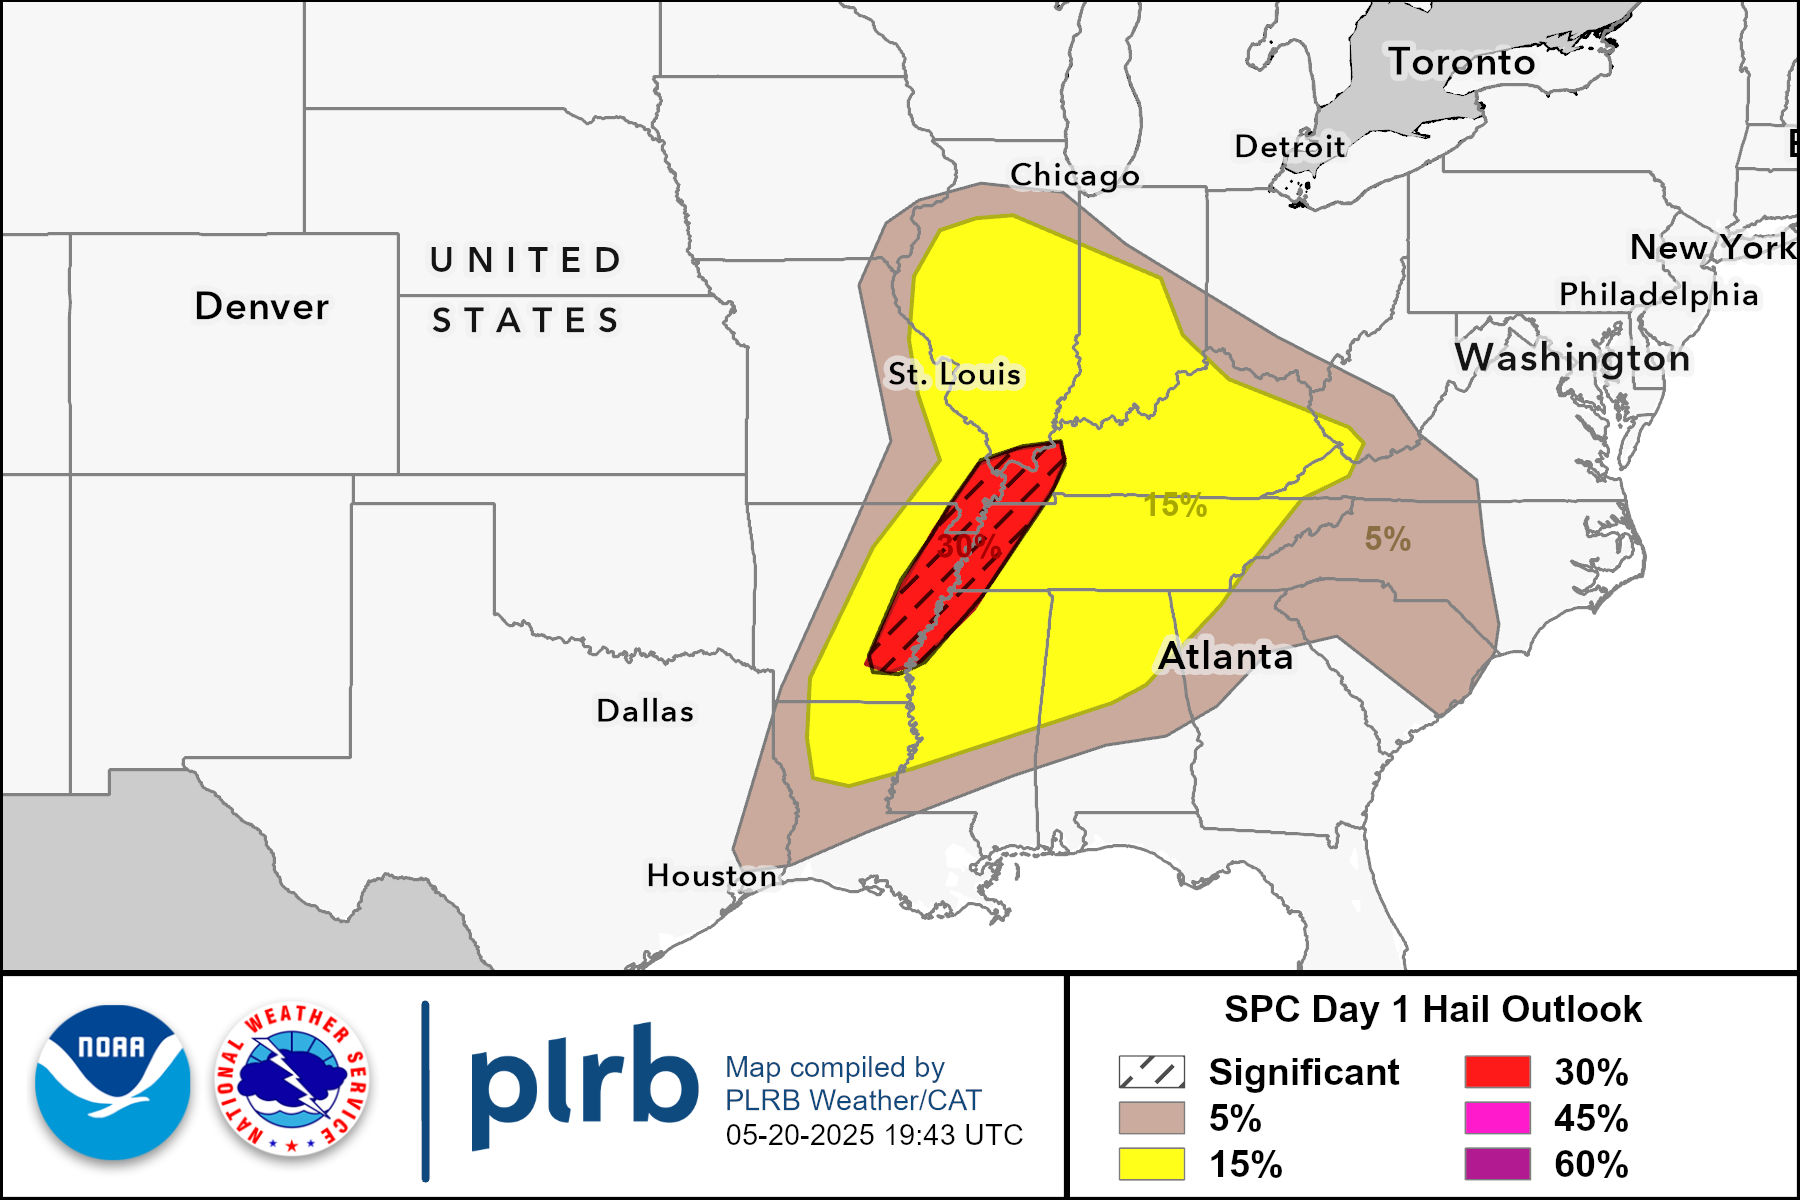 Toronto
Detroit
Chicago
New York
UNITED
STATES
Denver
Philadelphia
Washington
St. Louis
15%
5%
30%
Atlanta
Dallas
Houston
NOAA
NATIONAL WEATHER SERVICE
plrb
Map compiled by
PLRB Weather/CAT
05-20-2025 19:43 UTC
SPC Day 1 Hail Outlook
Significant
30%
5%
45%
15%
60%